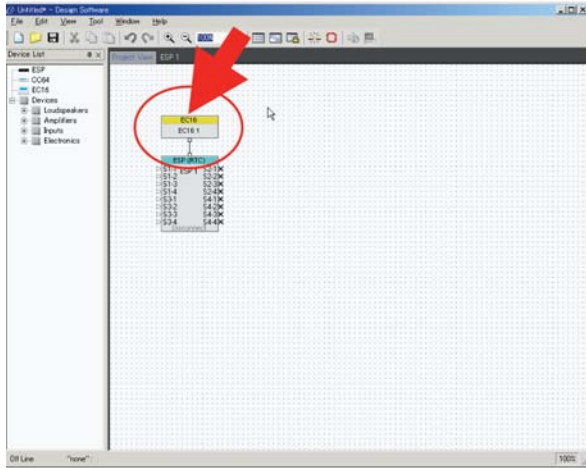 Untitled* - Design Software
File Edit View Tool Window Help
100%
Device List
Project View ESP 1
ESP
CC64
EC16
Devices
Loudspeakers
Amplifiers
Inputs
Electronics
EC16
EC16 1
ESP (RTC)
ESP 1
S1-1 S2-1
S1-2 S2-2
S1-3 S2-3
S1-4 S2-4
S3-1 S4-1
S3-2 S4-2
S3-3 S4-3
S3-4 S4-4
Disconnect
Off Line "none" 100%